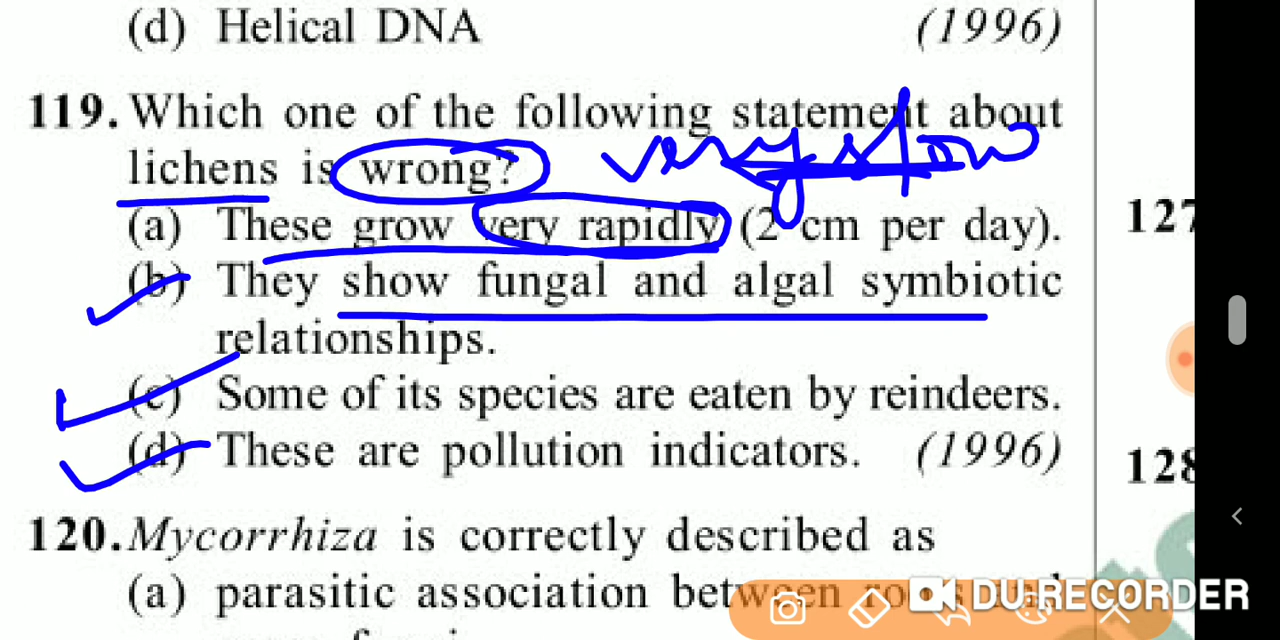 (d) Helical DNA (1996)
119. Which one of the following statement about
very slow
lichens is wrong?
(a) These grow very rapidly (2 cm per day).
(b) They show fungal and algal symbiotic
relationships.
(c) Some of its species are eaten by reindeers.
(d) These are pollution indicators. (1996)
120. Mycorrhiza is correctly described as
(a) parasitic association between roots and
127
128
DU RECORDER